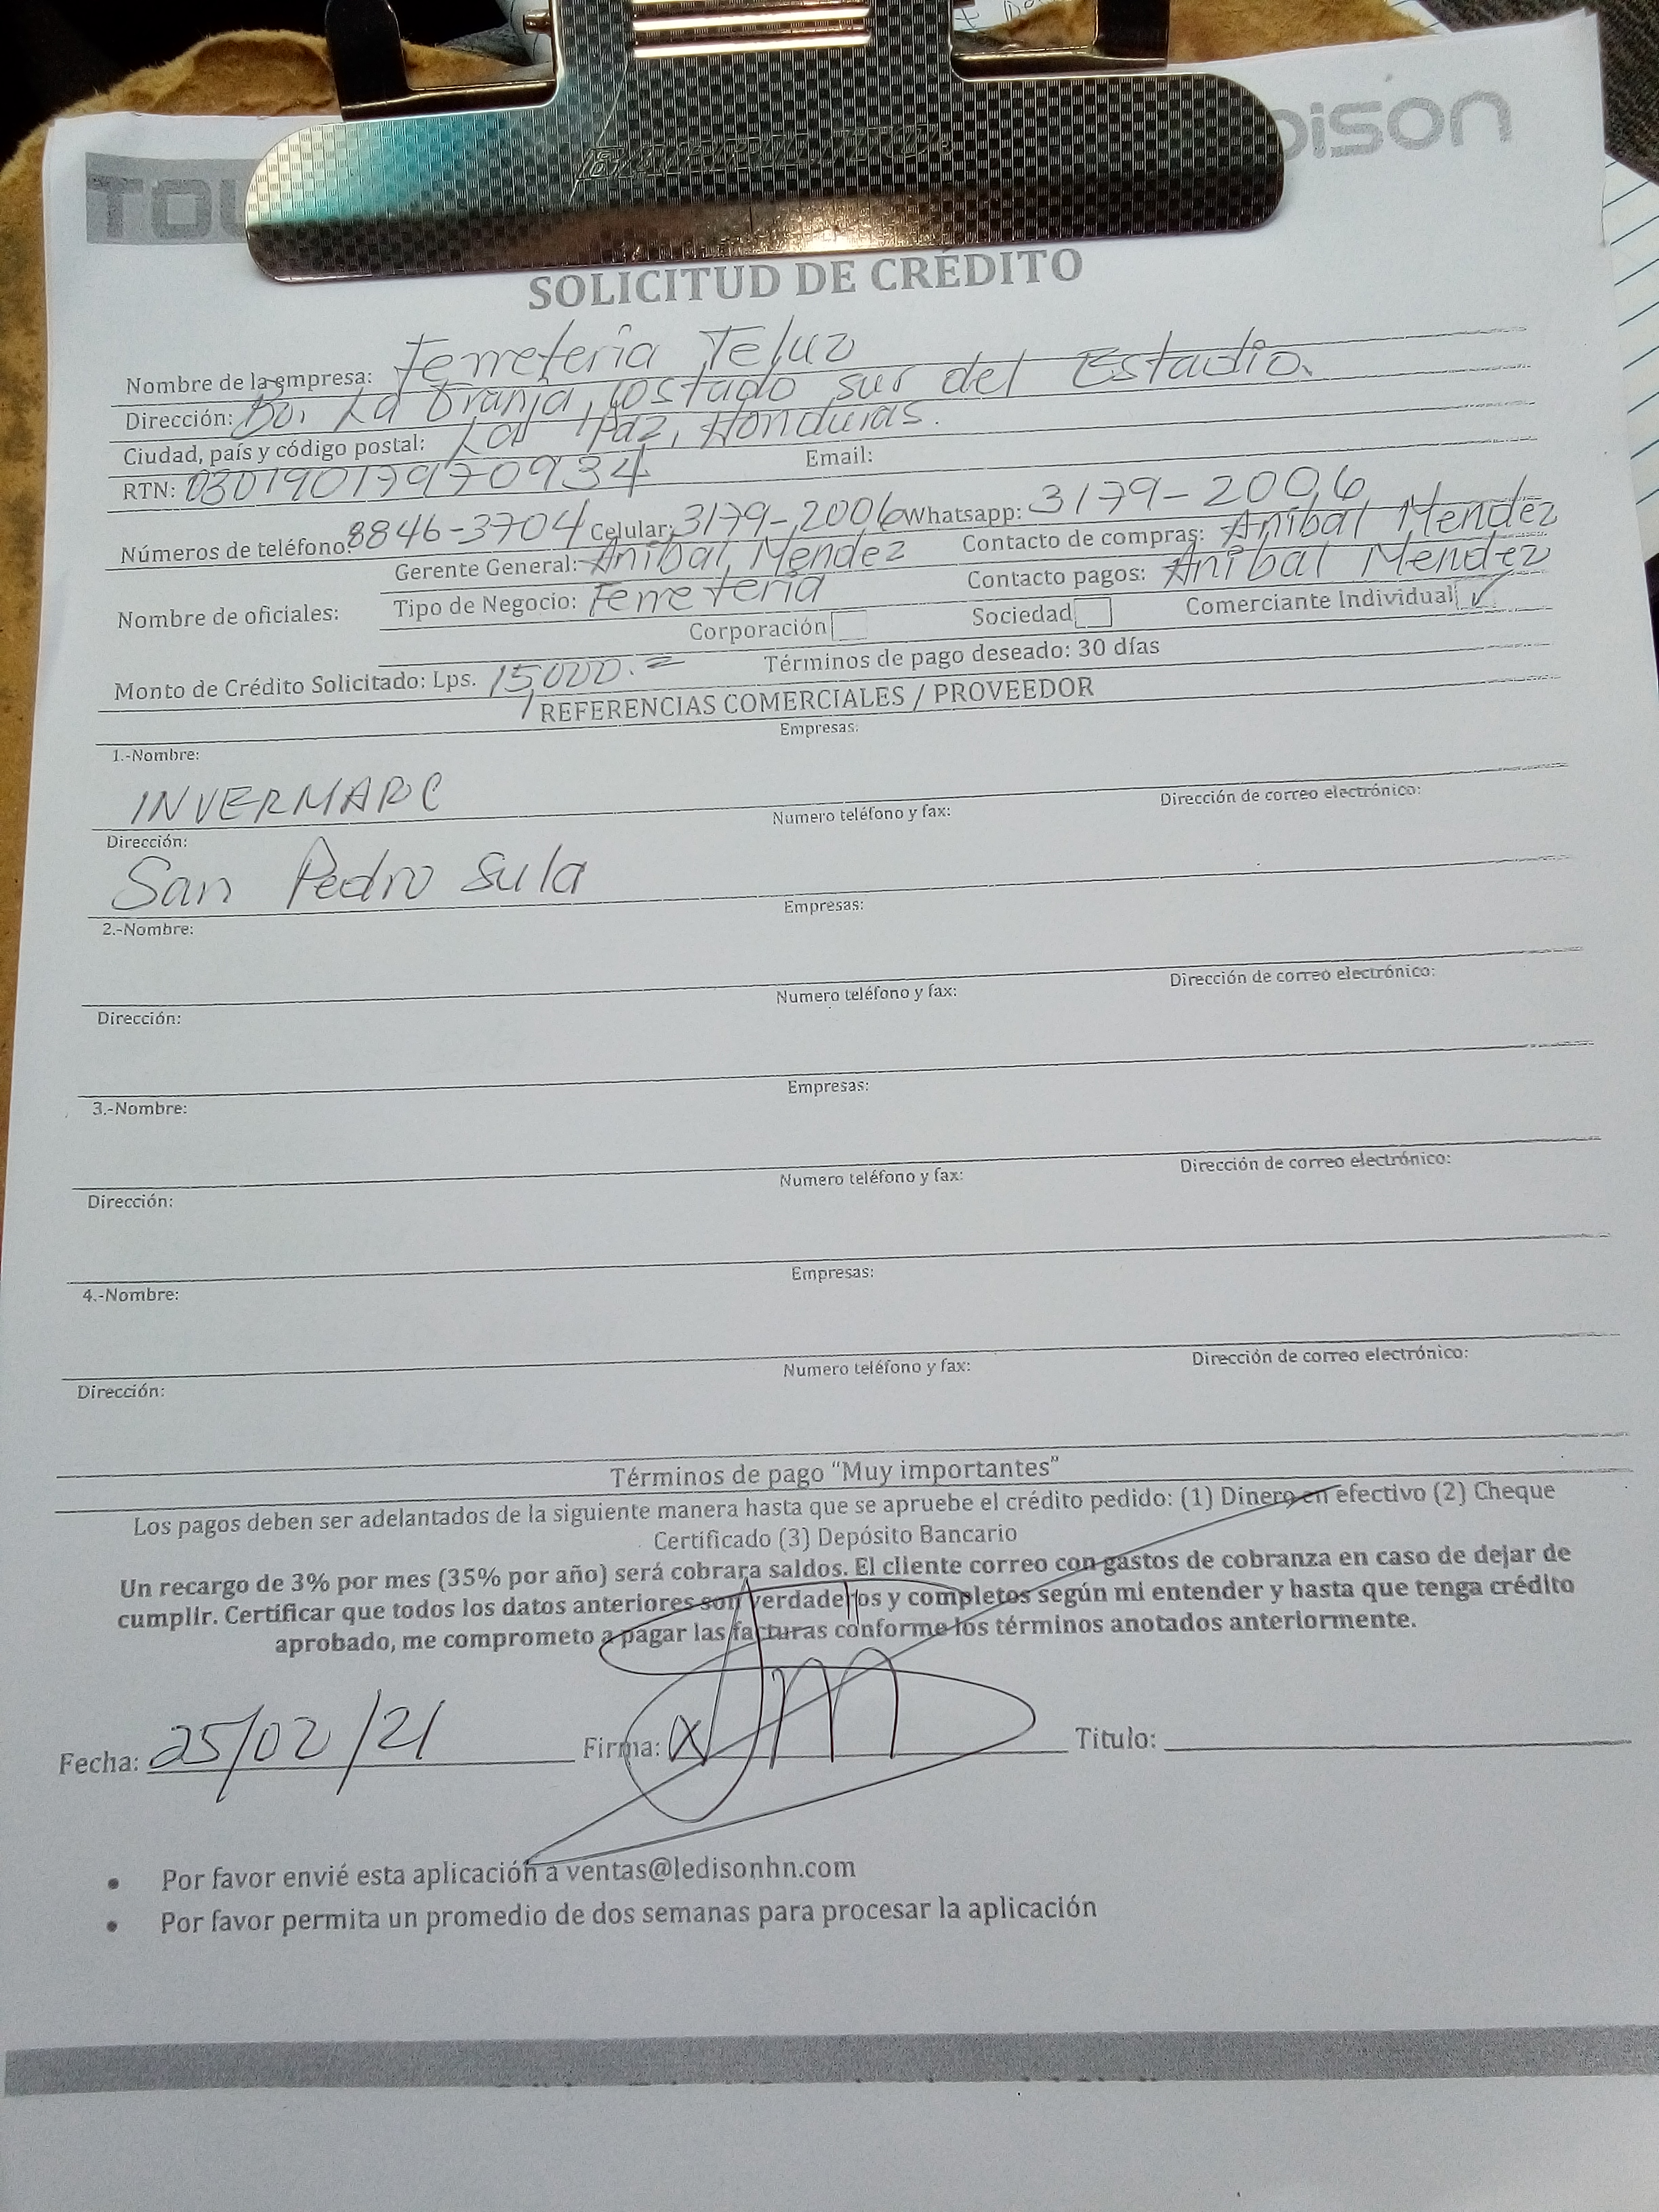 TOU
DISON
SOLICITUD DE CRÉDITO
Nombre de la empresa: Ferreteria Teluz
Dirección: Bo. La Granja, Costado sur del Estadio.
Ciudad, país y código postal: La Paz, Honduras.
RTN: 03019017970934 Email:
Números de teléfono: 8846-3704 Celular: 3179-2006 Whatsapp: 3179-2006
Gerente General: Anibal Mendez Contacto de compras: Anibal Mendez
Nombre de oficiales: Tipo de Negocio: Ferreteria Contacto pagos: Anibal Mendez
Corporación Sociedad Comerciante Individual ✓
Monto de Crédito Solicitado: Lps. 15,000.= Términos de pago deseado: 30 días
REFERENCIAS COMERCIALES / PROVEEDOR
1.-Nombre: Empresas:
INVERMARC
Dirección: Numero teléfono y fax: Dirección de correo electrónico:
San Pedro Sula
2.-Nombre: Empresas:
Dirección: Numero teléfono y fax: Dirección de correo electrónico:
3.-Nombre: Empresas:
Dirección: Numero teléfono y fax: Dirección de correo electrónico:
4.-Nombre: Empresas:
Dirección: Numero teléfono y fax: Dirección de correo electrónico:
Términos de pago “Muy importantes”
Los pagos deben ser adelantados de la siguiente manera hasta que se apruebe el crédito pedido: (1) Dinero en efectivo (2) Cheque
Certificado (3) Depósito Bancario
Un recargo de 3% por mes (35% por año) será cobrara saldos. El cliente correo con gastos de cobranza en caso de dejar de
cumplir. Certificar que todos los datos anteriores son verdaderos y completos según mi entender y hasta que tenga crédito
aprobado, me comprometo a pagar las facturas conforme los términos anotados anteriormente.
Fecha: 25/02/21 Firma: X Titulo:
• Por favor envié esta aplicación a ventas@ledisonhn.com
• Por favor permita un promedio de dos semanas para procesar la aplicación